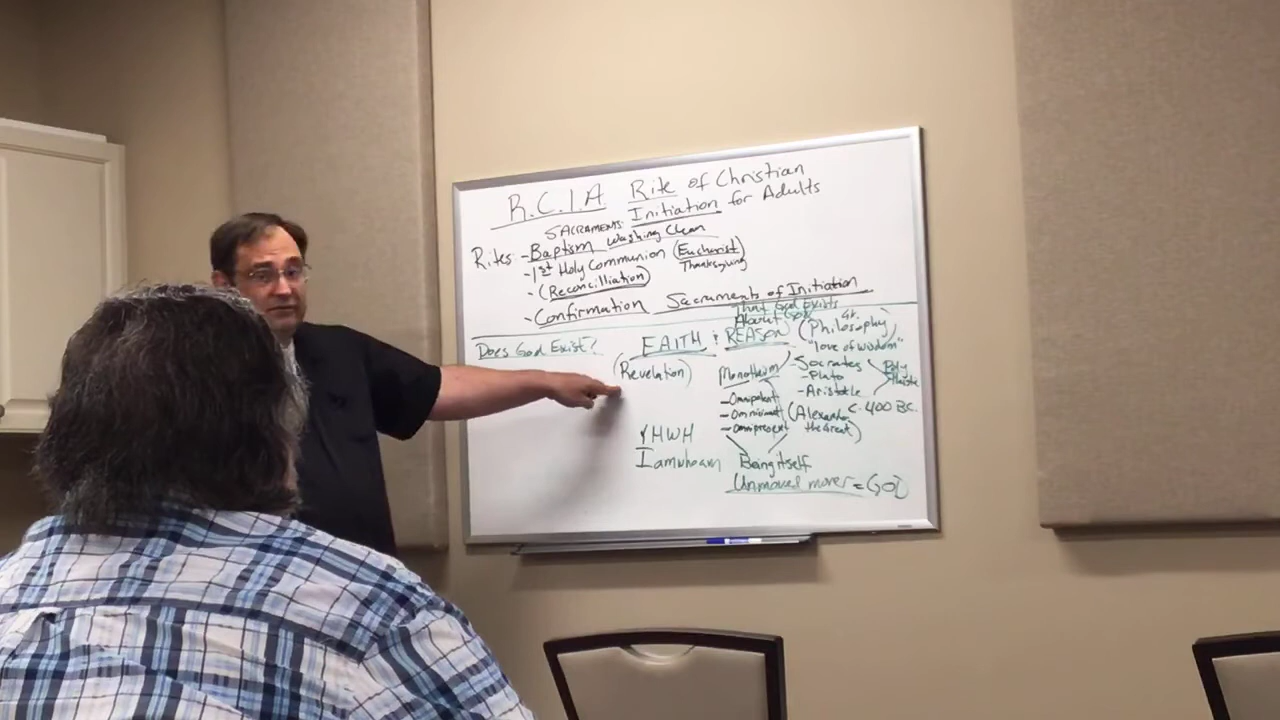 R.C.I.A Rite of Christian
Initiation for Adults
SACRAMENTS:
Rites: - Baptism Washing Clean
- 1st Holy Communion (Eucharist)
Thanksgiving
- (Reconcilliation)
- Confirmation Sacraments of Initiation
Does God Exist?
That God Exists
About God
FAITH & REASON (Philosophy)
Gk.
"love of wisdom"
(Revelation)
Monotheism
- Socrates
- Plato
- Aristotle
Poly
theistic
C. 400 BC.
(Alexander
the Great)
- Omnipotent
- Omniscient
- Omnipresent
YHWH
I am who am
Being itself
Unmoved mover = GOD